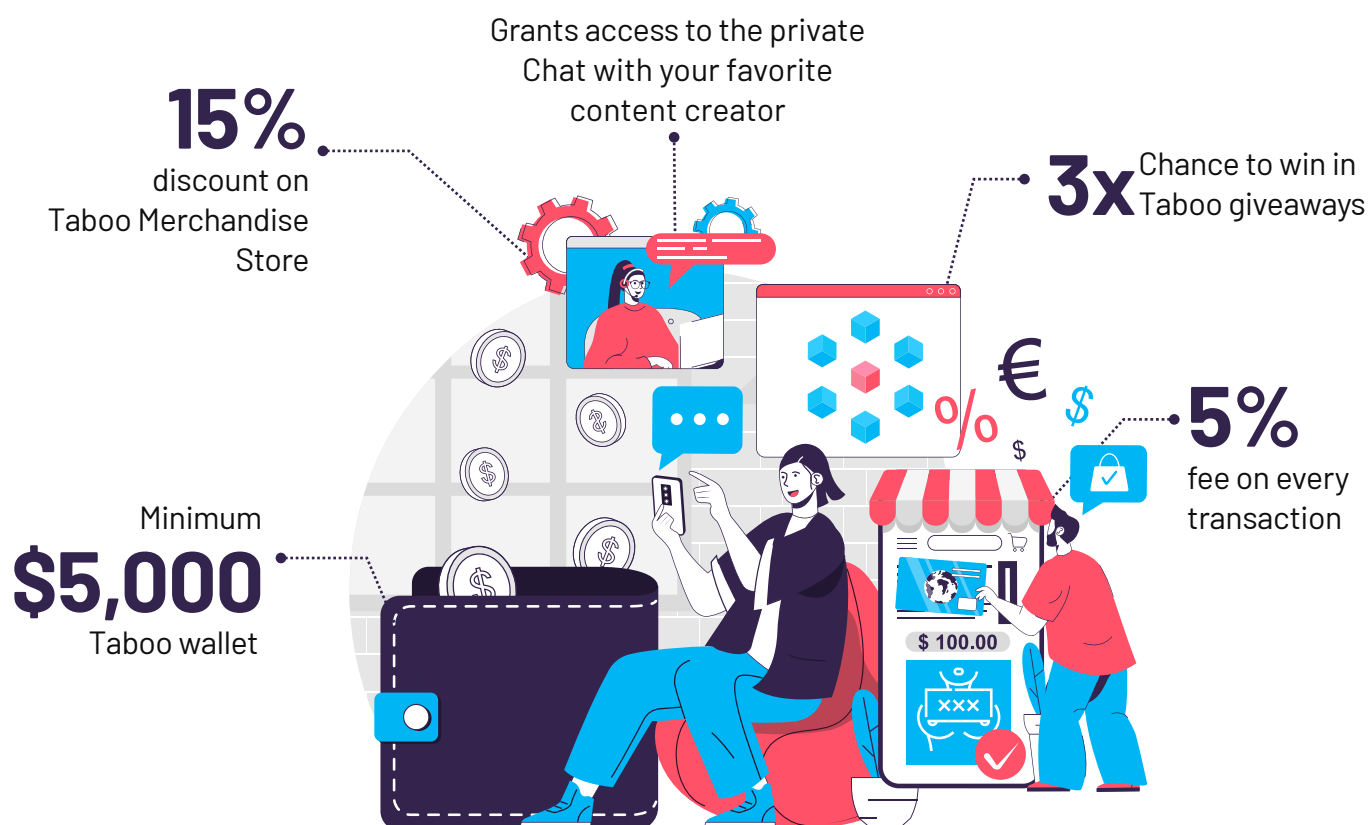 Grants access to the private
Chat with your favorite
content creator
15%
discount on
Taboo Merchandise
Store
3x
Chance to win in
Taboo giveaways
5%
fee on every
transaction
Minimum
$5,000
Taboo wallet
%
€
$
$
$
$
$
$
$
$ 100.00
XXX